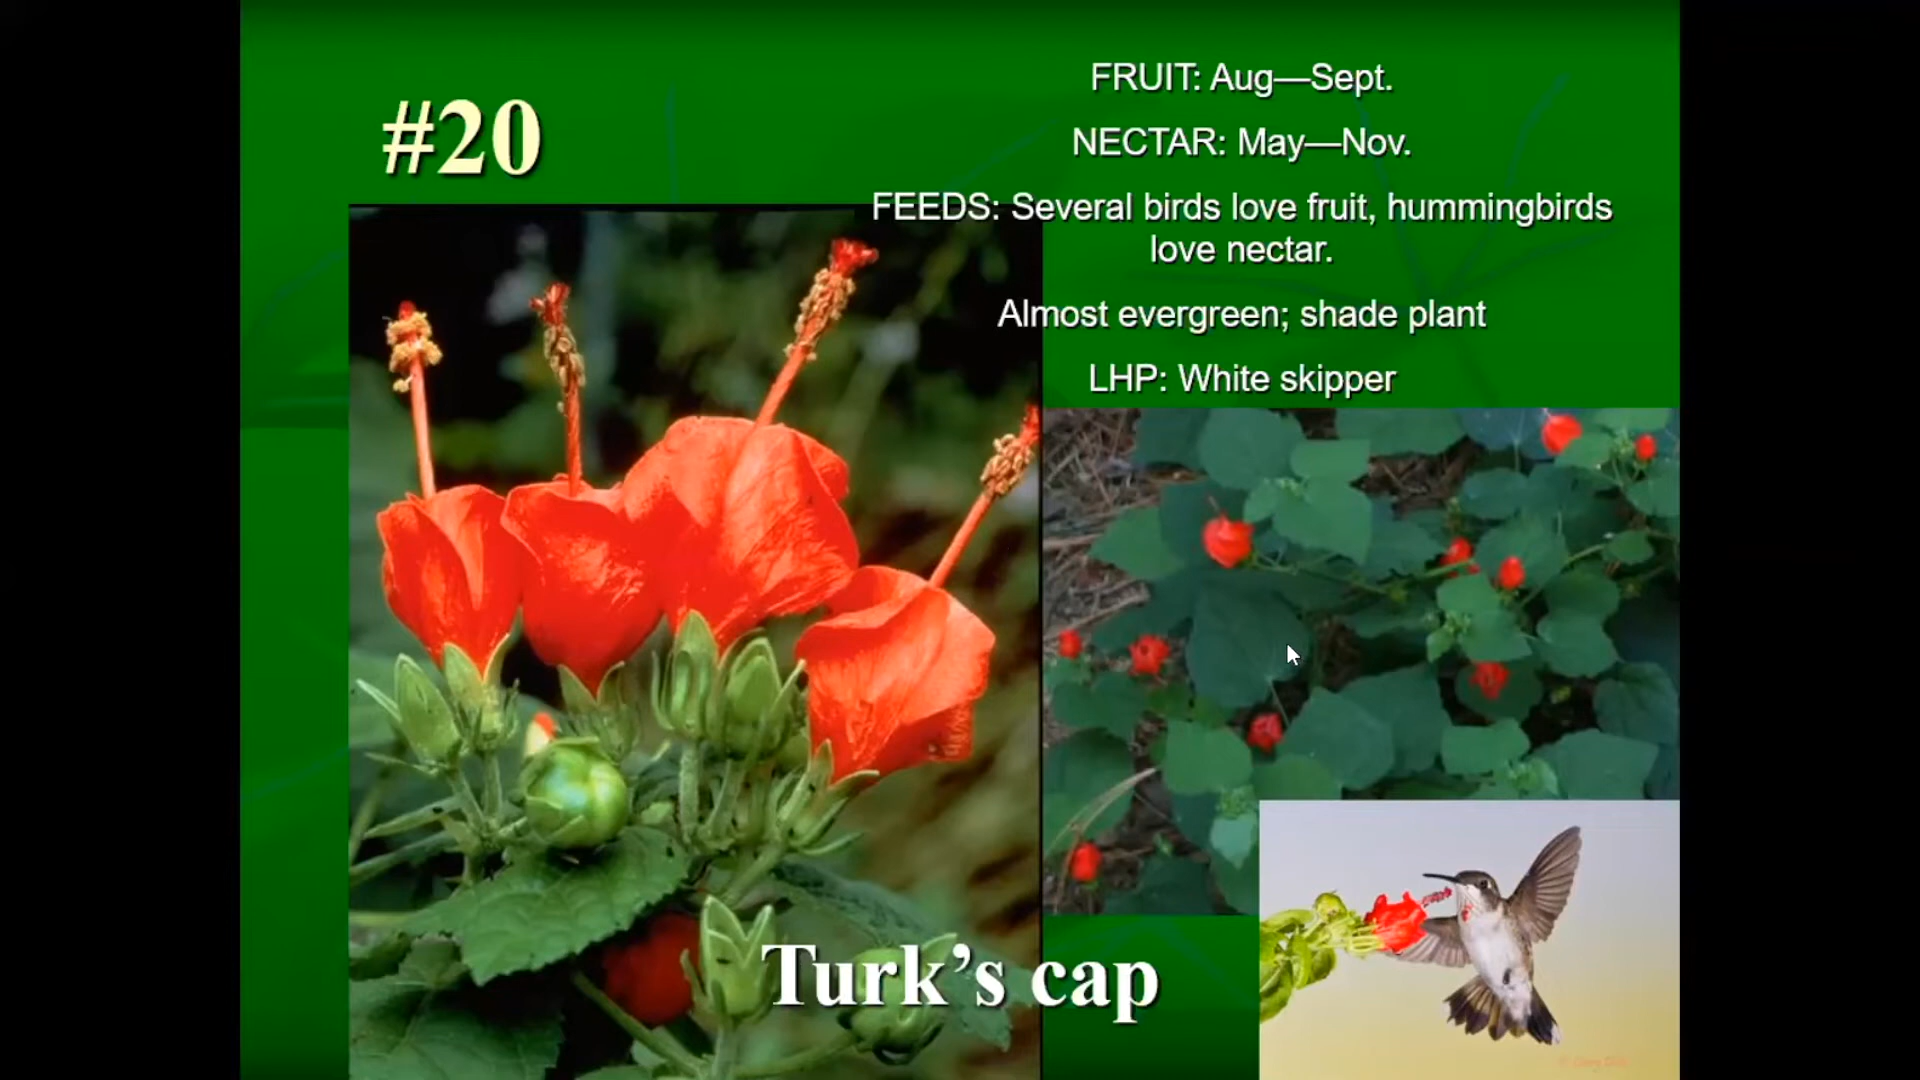 #20
FRUIT: Aug—Sept.
NECTAR: May—Nov.
FEEDS: Several birds love fruit, hummingbirds
love nectar.
Almost evergreen; shade plant
LHP: White skipper
Turk's cap